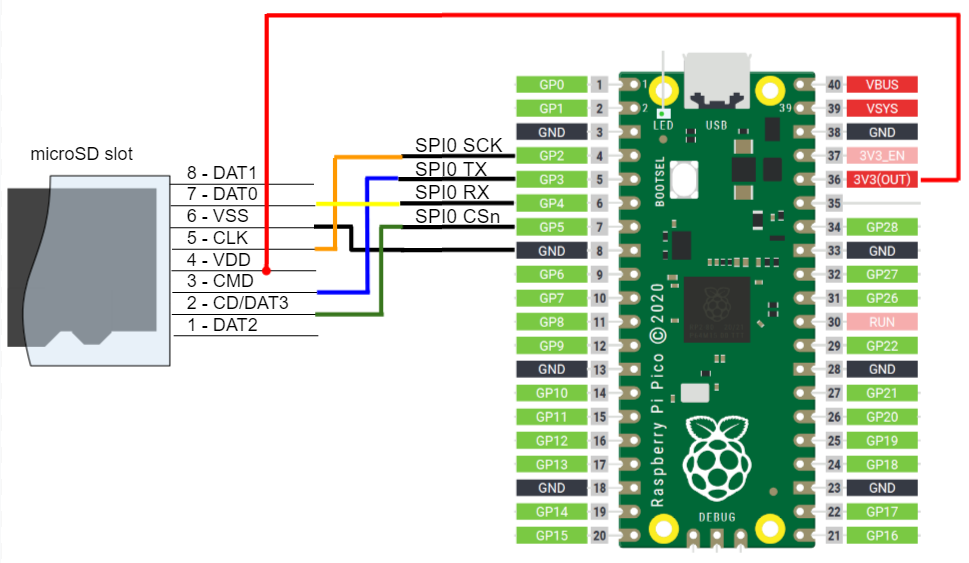 microSD slot
8 - DAT1
7 - DAT0
6 - VSS
5 - CLK
4 - VDD
3 - CMD
2 - CD/DAT3
1 - DAT2
SPI0 SCK
SPI0 TX
SPI0 RX
SPI0 CSn
GP0 1
GP1 2
GND 3
GP2 4
GP3 5
GP4 6
GP5 7
GND 8
GP6 9
GP7 10
GP8 11
GP9 12
GND 13
GP10 14
GP11 15
GP12 16
GP13 17
GND 18
GP14 19
GP15 20
1
2
39
LED
USB
BOOTSEL
Raspberry Pi Pico © 2020
DEBUG
40 VBUS
39 VSYS
38 GND
37 3V3_EN
36 3V3(OUT)
35
34 GP28
33 GND
32 GP27
31 GP26
30 RUN
29 GP22
28 GND
27 GP21
26 GP20
25 GP19
24 GP18
23 GND
22 GP17
21 GP16